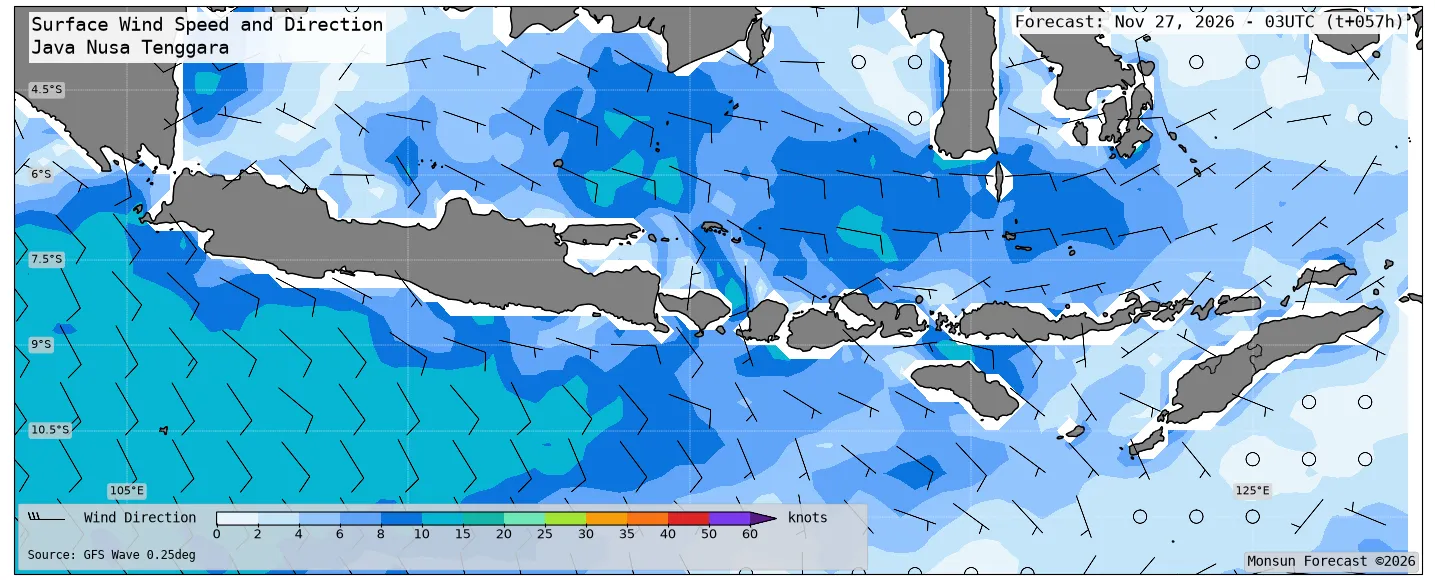 Surface Wind Speed and Direction
Java Nusa Tenggara
Forecast: Nov 27, 2026 - 03UTC (t+057h)
4.5°S
6°S
7.5°S
9°S
10.5°S
105°E
125°E
Wind Direction
knots
0 2 4 6 8 10 15 20 25 30 35 40 50 60
Source: GFS Wave 0.25deg
Monsun Forecast ©2026